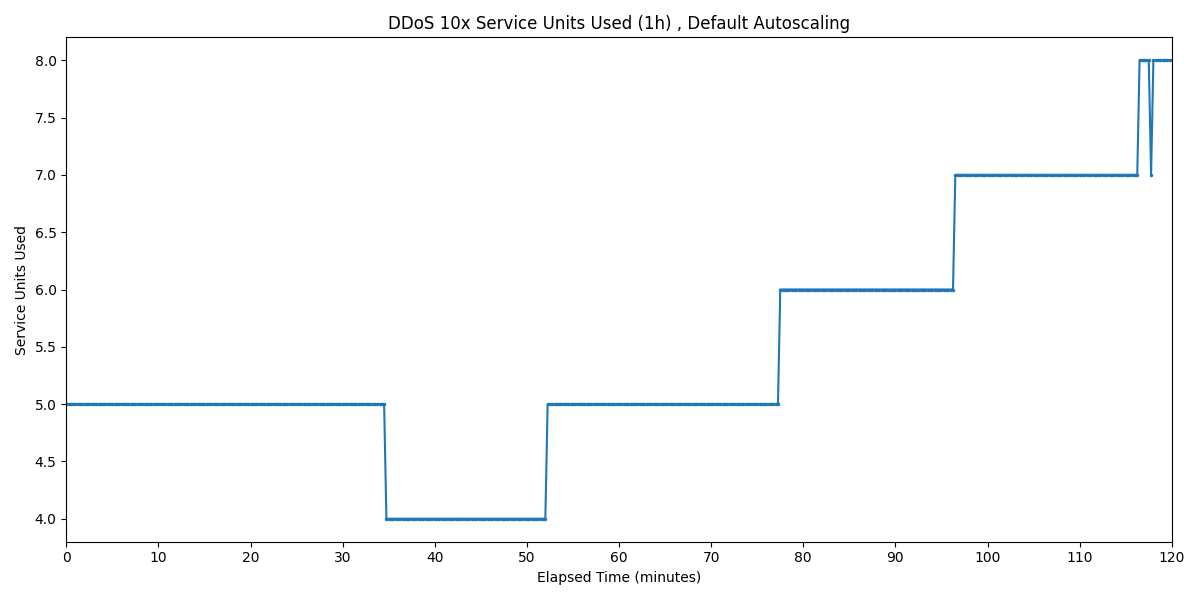 DDoS 10x Service Units Used (1h) , Default Autoscaling
8.0
7.5
7.0
6.5
6.0
5.5
5.0
4.5
4.0
Service Units Used
0 10 20 30 40 50 60 70 80 90 100 110 120
Elapsed Time (minutes)